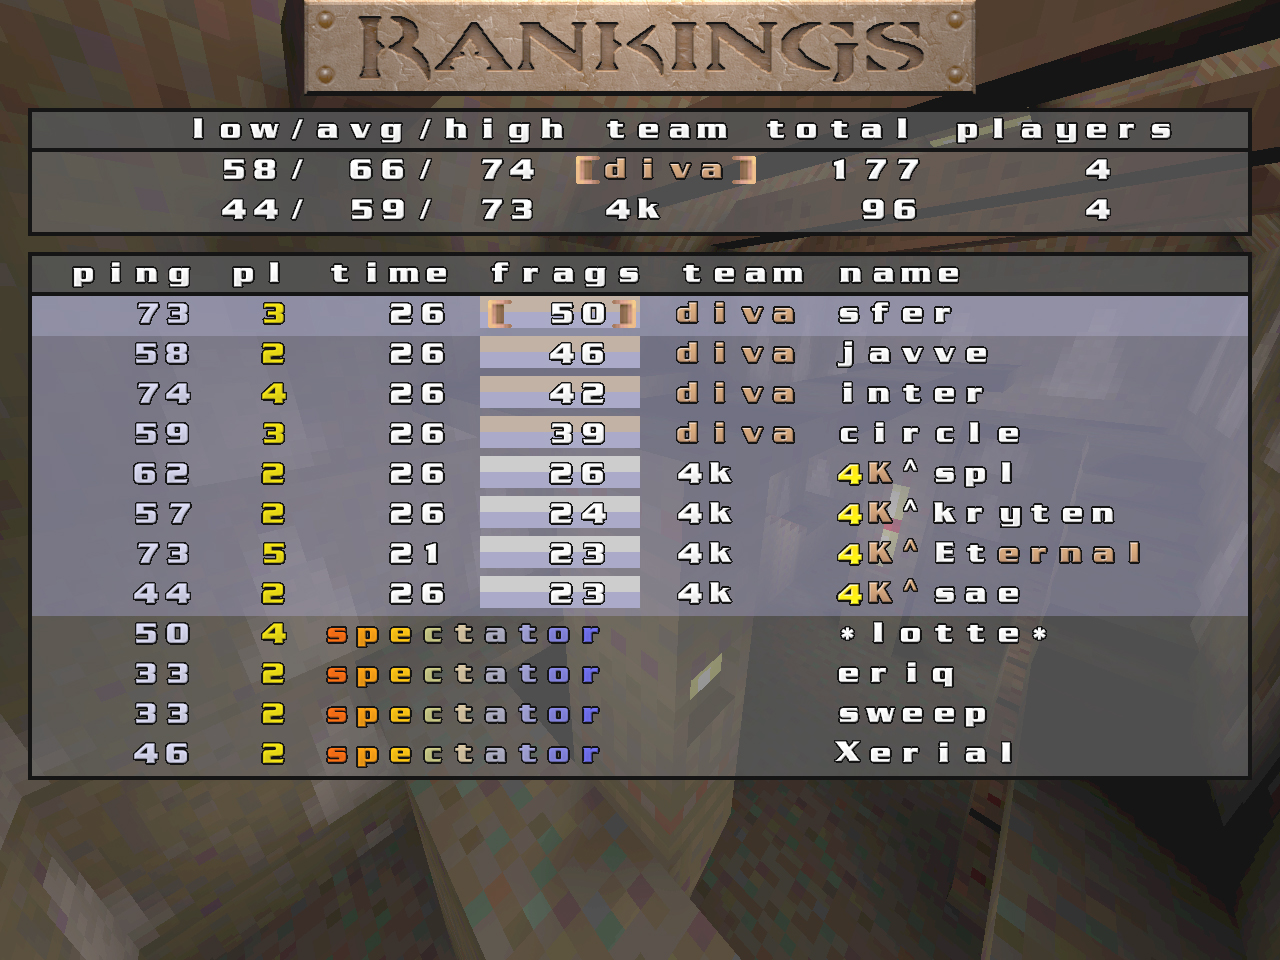 RANKINGS
low/avg/high team total players
58/ 66/ 74 [diva] 177 4
44/ 59/ 73 4k 96 4
ping pl time frags team name
73 3 26 [50] diva sfer
58 2 26 46 diva javve
74 4 26 42 diva inter
59 3 26 39 diva circle
62 2 26 26 4k 4K^spl
57 2 26 24 4k 4K^kryten
73 5 21 23 4k 4K^Eternal
44 2 26 23 4k 4K^sae
50 4 spectator *lotte*
33 2 spectator eriq
33 2 spectator sweep
46 2 spectator Xerial